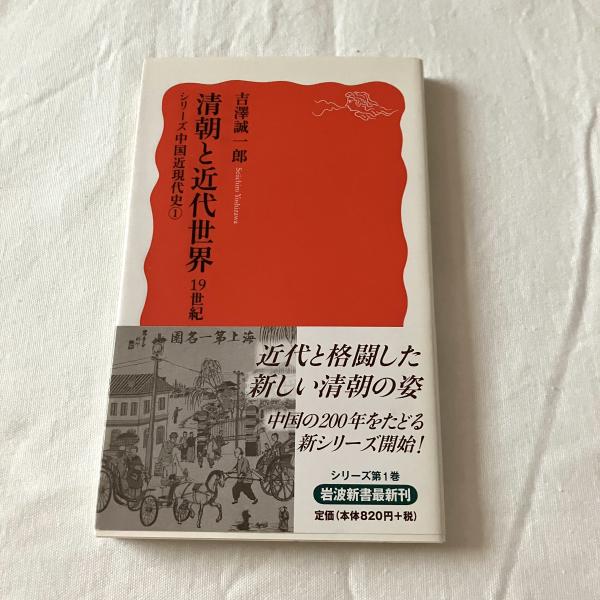 吉澤誠一郎
Seiichiro Yoshizawa
清朝と近代世界 19世紀
シリーズ 中国近現代史①
海上第一名園
近代と格闘した
新しい清朝の姿
中国の200年をたどる
新シリーズ開始!
シリーズ第1巻
岩波新書最新刊
定価(本体820円+税)